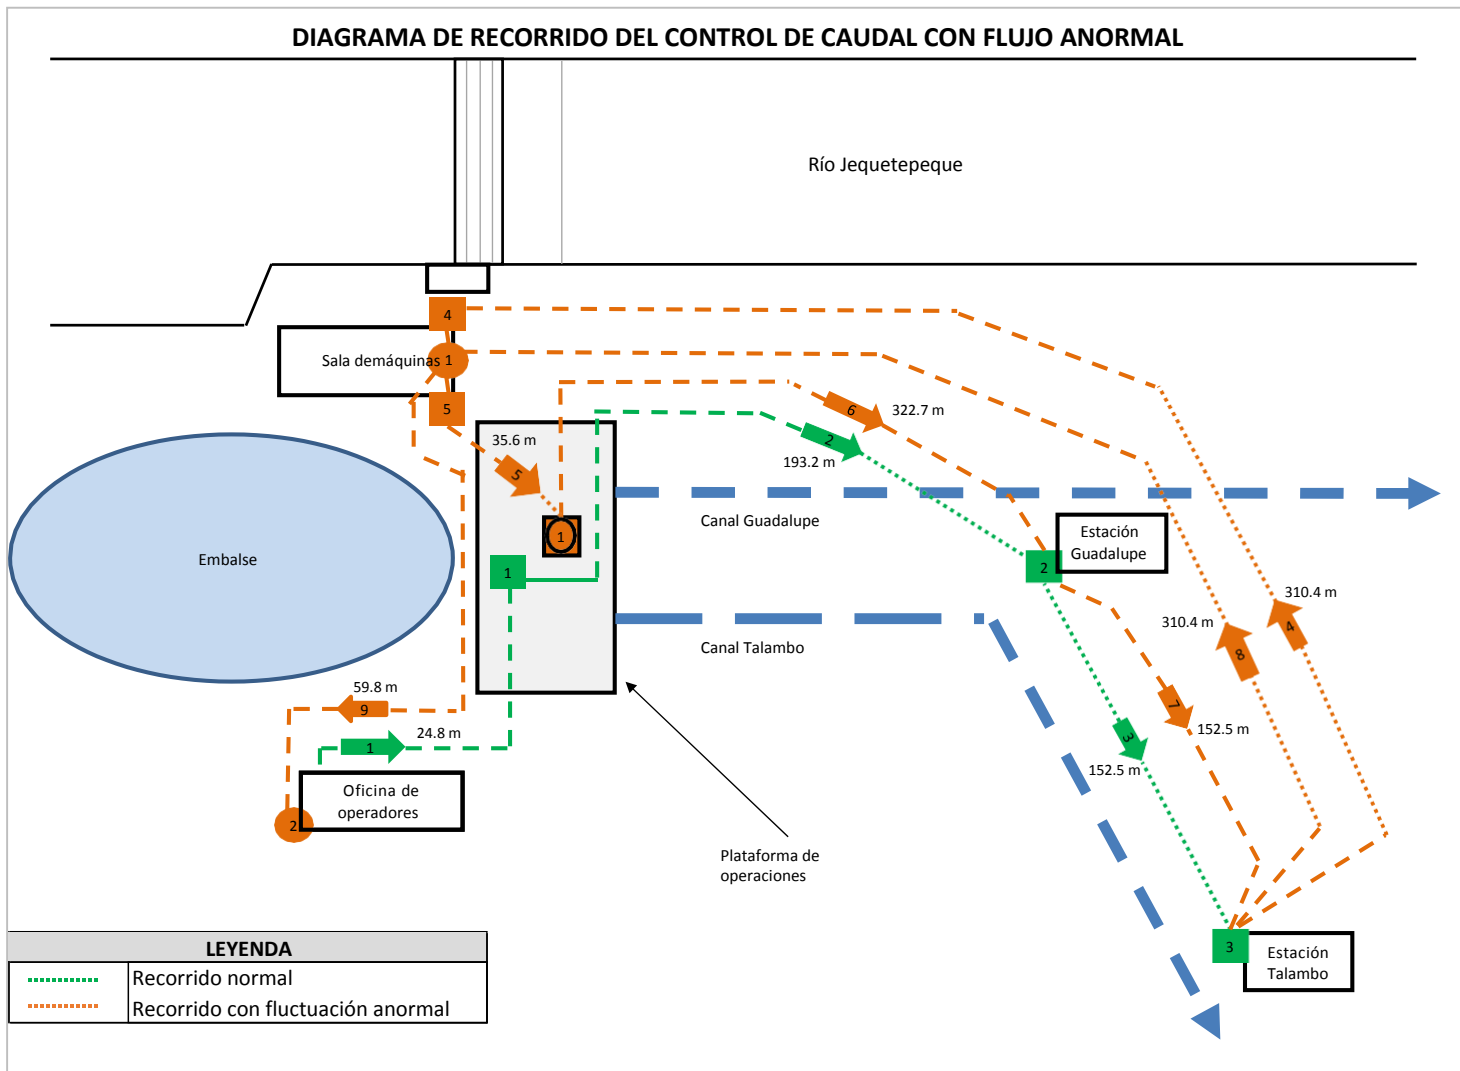 DIAGRAMA DE RECORRIDO DEL CONTROL DE CAUDAL CON FLUJO ANORMAL
Río Jequetepeque
4
Sala demáquinas
1
5
6
322.7 m
2
193.2 m
35.6 m
5
Canal Guadalupe
1
1
Estación
Guadalupe
2
Embalse
310.4 m
4
310.4 m
8
Canal Talambo
59.8 m
9
24.8 m
1
7
152.5 m
3
152.5 m
Oficina de
operadores
2
Plataforma de
operaciones
3
Estación
Talambo
LEYENDA
Recorrido normal
Recorrido con fluctuación anormal